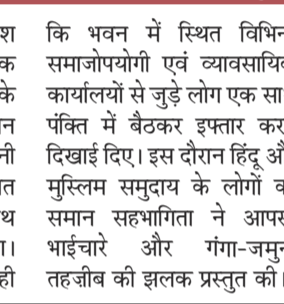 श कि भवन में स्थित विभिन
क समाजोपयोगी एवं व्यावसायि
के कार्यालयों से जुड़े लोग एक सा
न पंक्ति में बैठकर इफ्तार कर
नी दिखाई दिए। इस दौरान हिंदू औ
त मुस्लिम समुदाय के लोगों व
थ समान सहभागिता ने आपस
ा। भाईचारे और गंगा-जमु
ही तहज़ीब की झलक प्रस्तुत की।